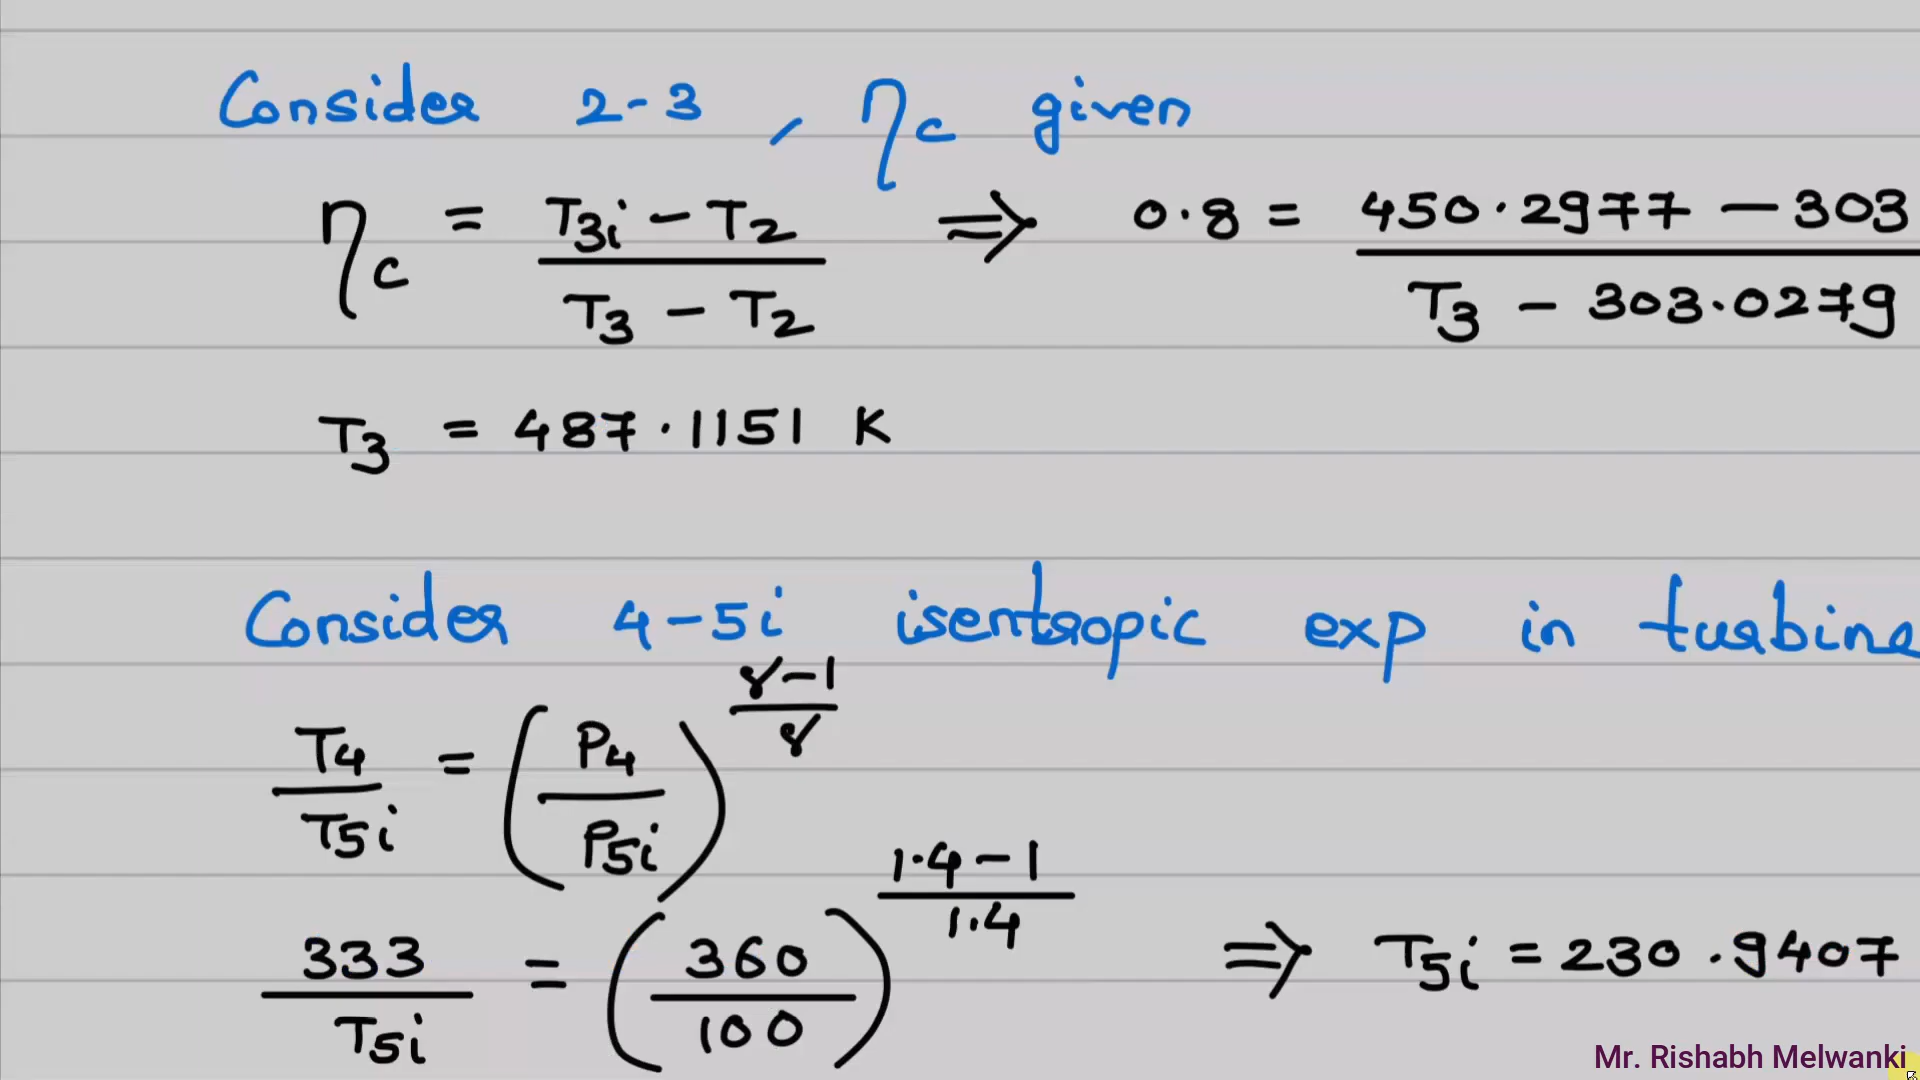 Consider 2-3, ηc given
ηc = T3i - T2 / T3 - T2 ⇒ 0.8 = 450.2977 - 303 / T3 - 303.0279
T3 = 487.1151 K
Consider 4-5i isentropic exp in turbine
T4 / T5i = (P4 / P5i)^(γ-1 / γ)
333 / T5i = (360 / 100)^(1.4-1 / 1.4) ⇒ T5i = 230.9407
Mr. Rishabh Melwanki